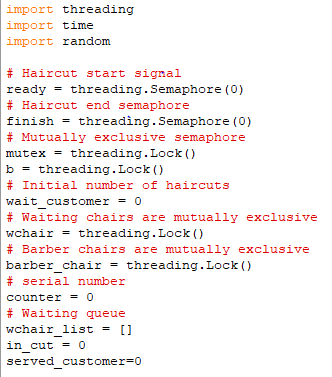 import threading
import time
import random
# Haircut start signal
ready = threading.Semaphore(0)
# Haircut end semaphore
finish = threading.Semaphore(0)
# Mutually exclusive semaphore
mutex = threading.Lock()
b = threading.Lock()
# Initial number of haircuts
wait_customer = 0
# Waiting chairs are mutually exclusive
wchair = threading.Lock()
# Barber chairs are mutually exclusive
barber_chair = threading.Lock()
# serial number
counter = 0
# Waiting queue
wchair_list = []
in_cut = 0
served_customer=0